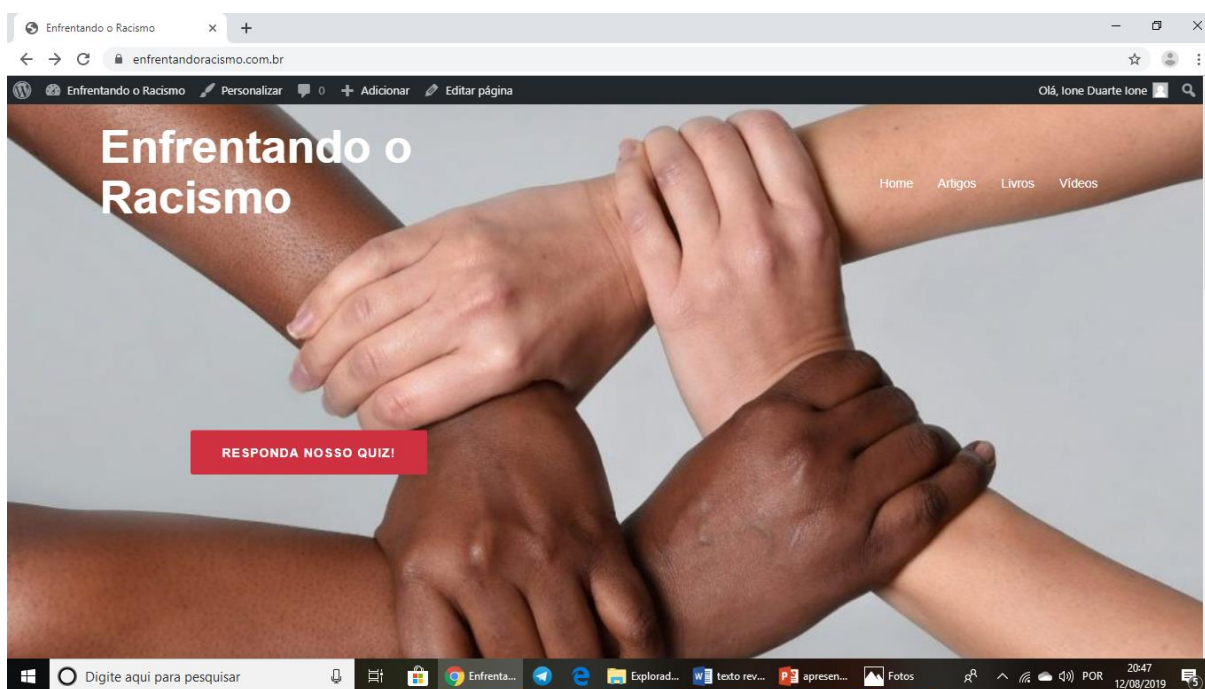 Enfrentando o Racismo
enfrentandoracismo.com.br
Enfrentando o Racismo Personalizar 0 Adicionar Editar página Olá, Ione Duarte Ione
Enfrentando o
Racismo
Home Artigos Livros Vídeos
RESPONDA NOSSO QUIZ!
Digite aqui para pesquisar Enfrenta... Explorad... texto rev... apresen... Fotos POR 20:47
12/08/2019 5